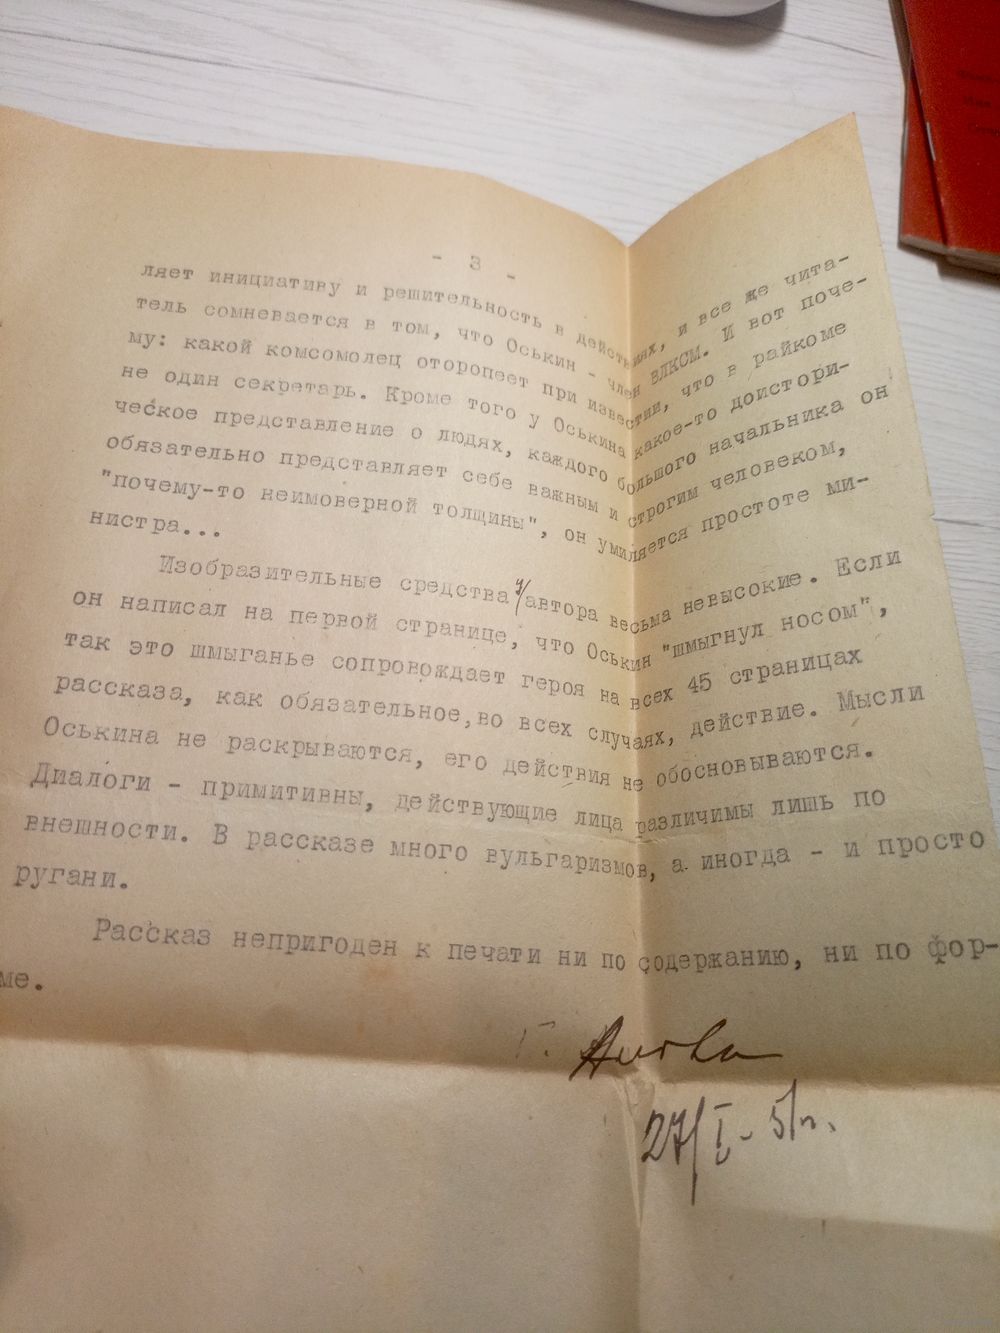 - 3 -
ляет инициативу и решительность в действиях, и все же чита-
тель сомневается в том, что Оськин - член ВЛКСМ. И вот поче-
му: какой комсомолец оторопеет при известии, что в райкоме
не один секретарь. Кроме того у Оськина какое-то доистори-
ческое представление о людях, каждого большого начальника он
обязательно представляет себе важным и строгим человеком,
"почему-то неимоверной толщины", он умиляется простоте ми-
нистра...
Изобразительные средства у автора весьма невысокие. Если
он написал на первой странице, что Оськин "шмыгнул носом",
так это шмыганье сопровождает героя на всех 45 страницах
рассказа, как обязательное, во всех случаях, действие. Мысли
Оськина не раскрываются, его действия не обосновываются.
Диалоги - примитивны, действующие лица различимы лишь по
внешности. В рассказе много вульгаризмов, а иногда - и просто
ругани.
Рассказ непригоден к печати ни по содержанию, ни по фор-
ме.
27/I - 51г.